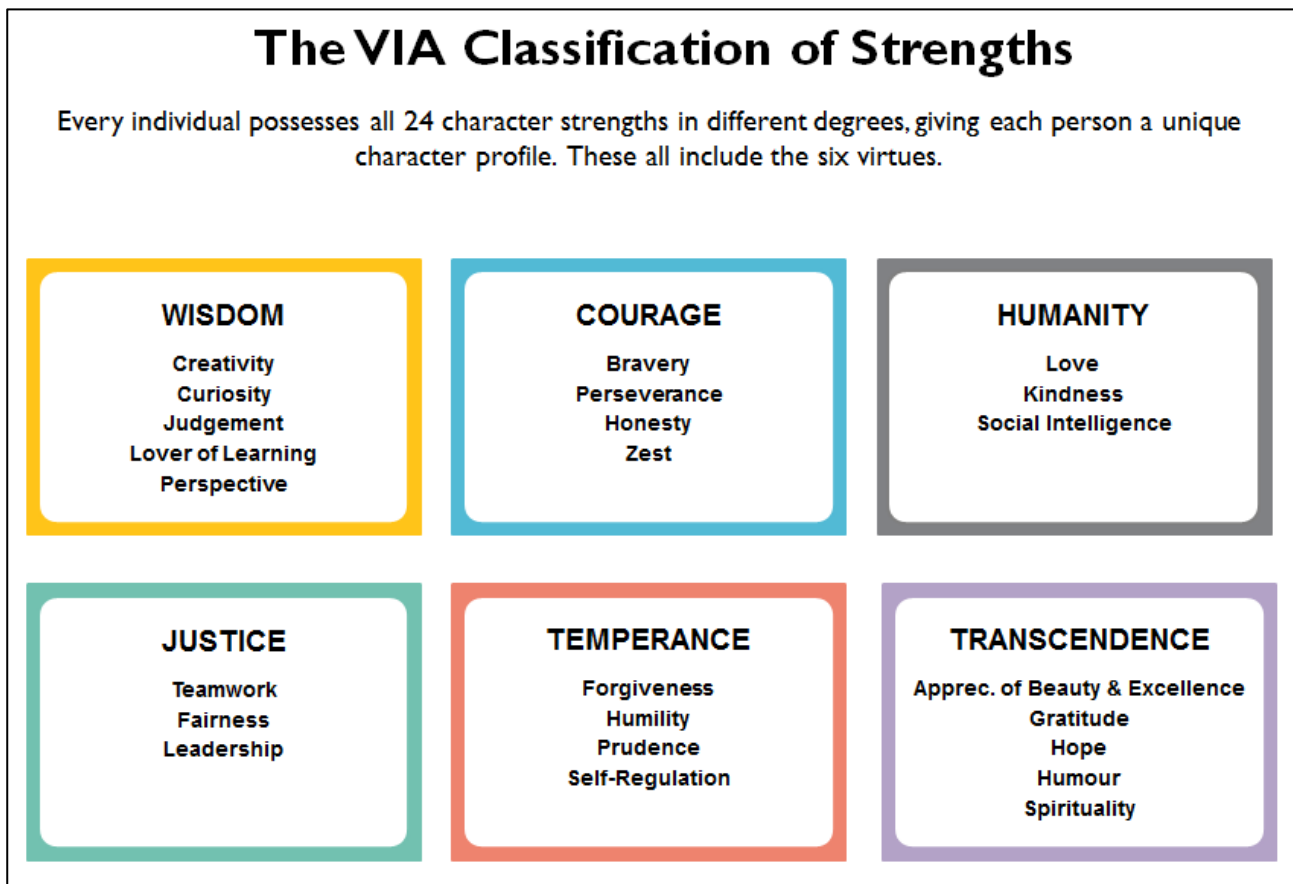 The VIA Classification of Strengths
Every individual possesses all 24 character strengths in different degrees, giving each person a unique
character profile. These all include the six virtues.
WISDOM
Creativity
Curiosity
Judgement
Lover of Learning
Perspective
COURAGE
Bravery
Perseverance
Honesty
Zest
HUMANITY
Love
Kindness
Social Intelligence
JUSTICE
Teamwork
Fairness
Leadership
TEMPERANCE
Forgiveness
Humility
Prudence
Self-Regulation
TRANSCENDENCE
Apprec. of Beauty & Excellence
Gratitude
Hope
Humour
Spirituality